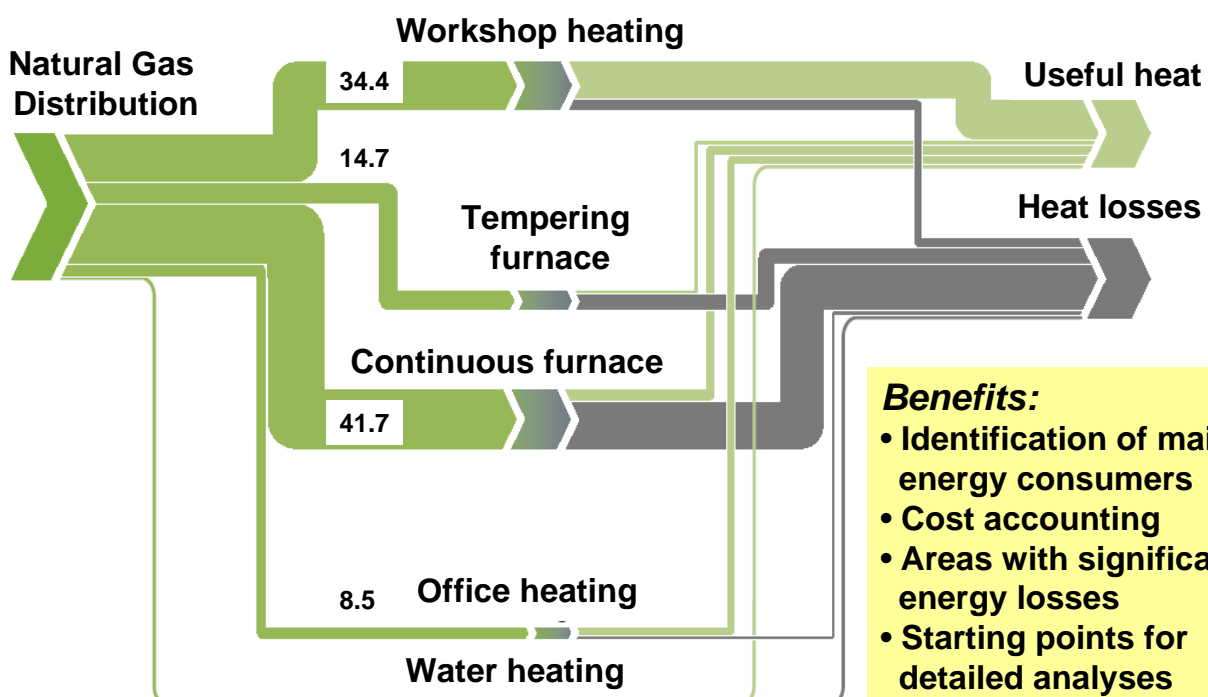 Workshop heating
Natural Gas
Distribution
34.4
Useful heat
14.7
Tempering
furnace
Heat losses
Continuous furnace
41.7
8.5
Office heating
Water heating
Benefits:
• Identification of mai
energy consumers
• Cost accounting
• Areas with significa
energy losses
• Starting points for
detailed analyses